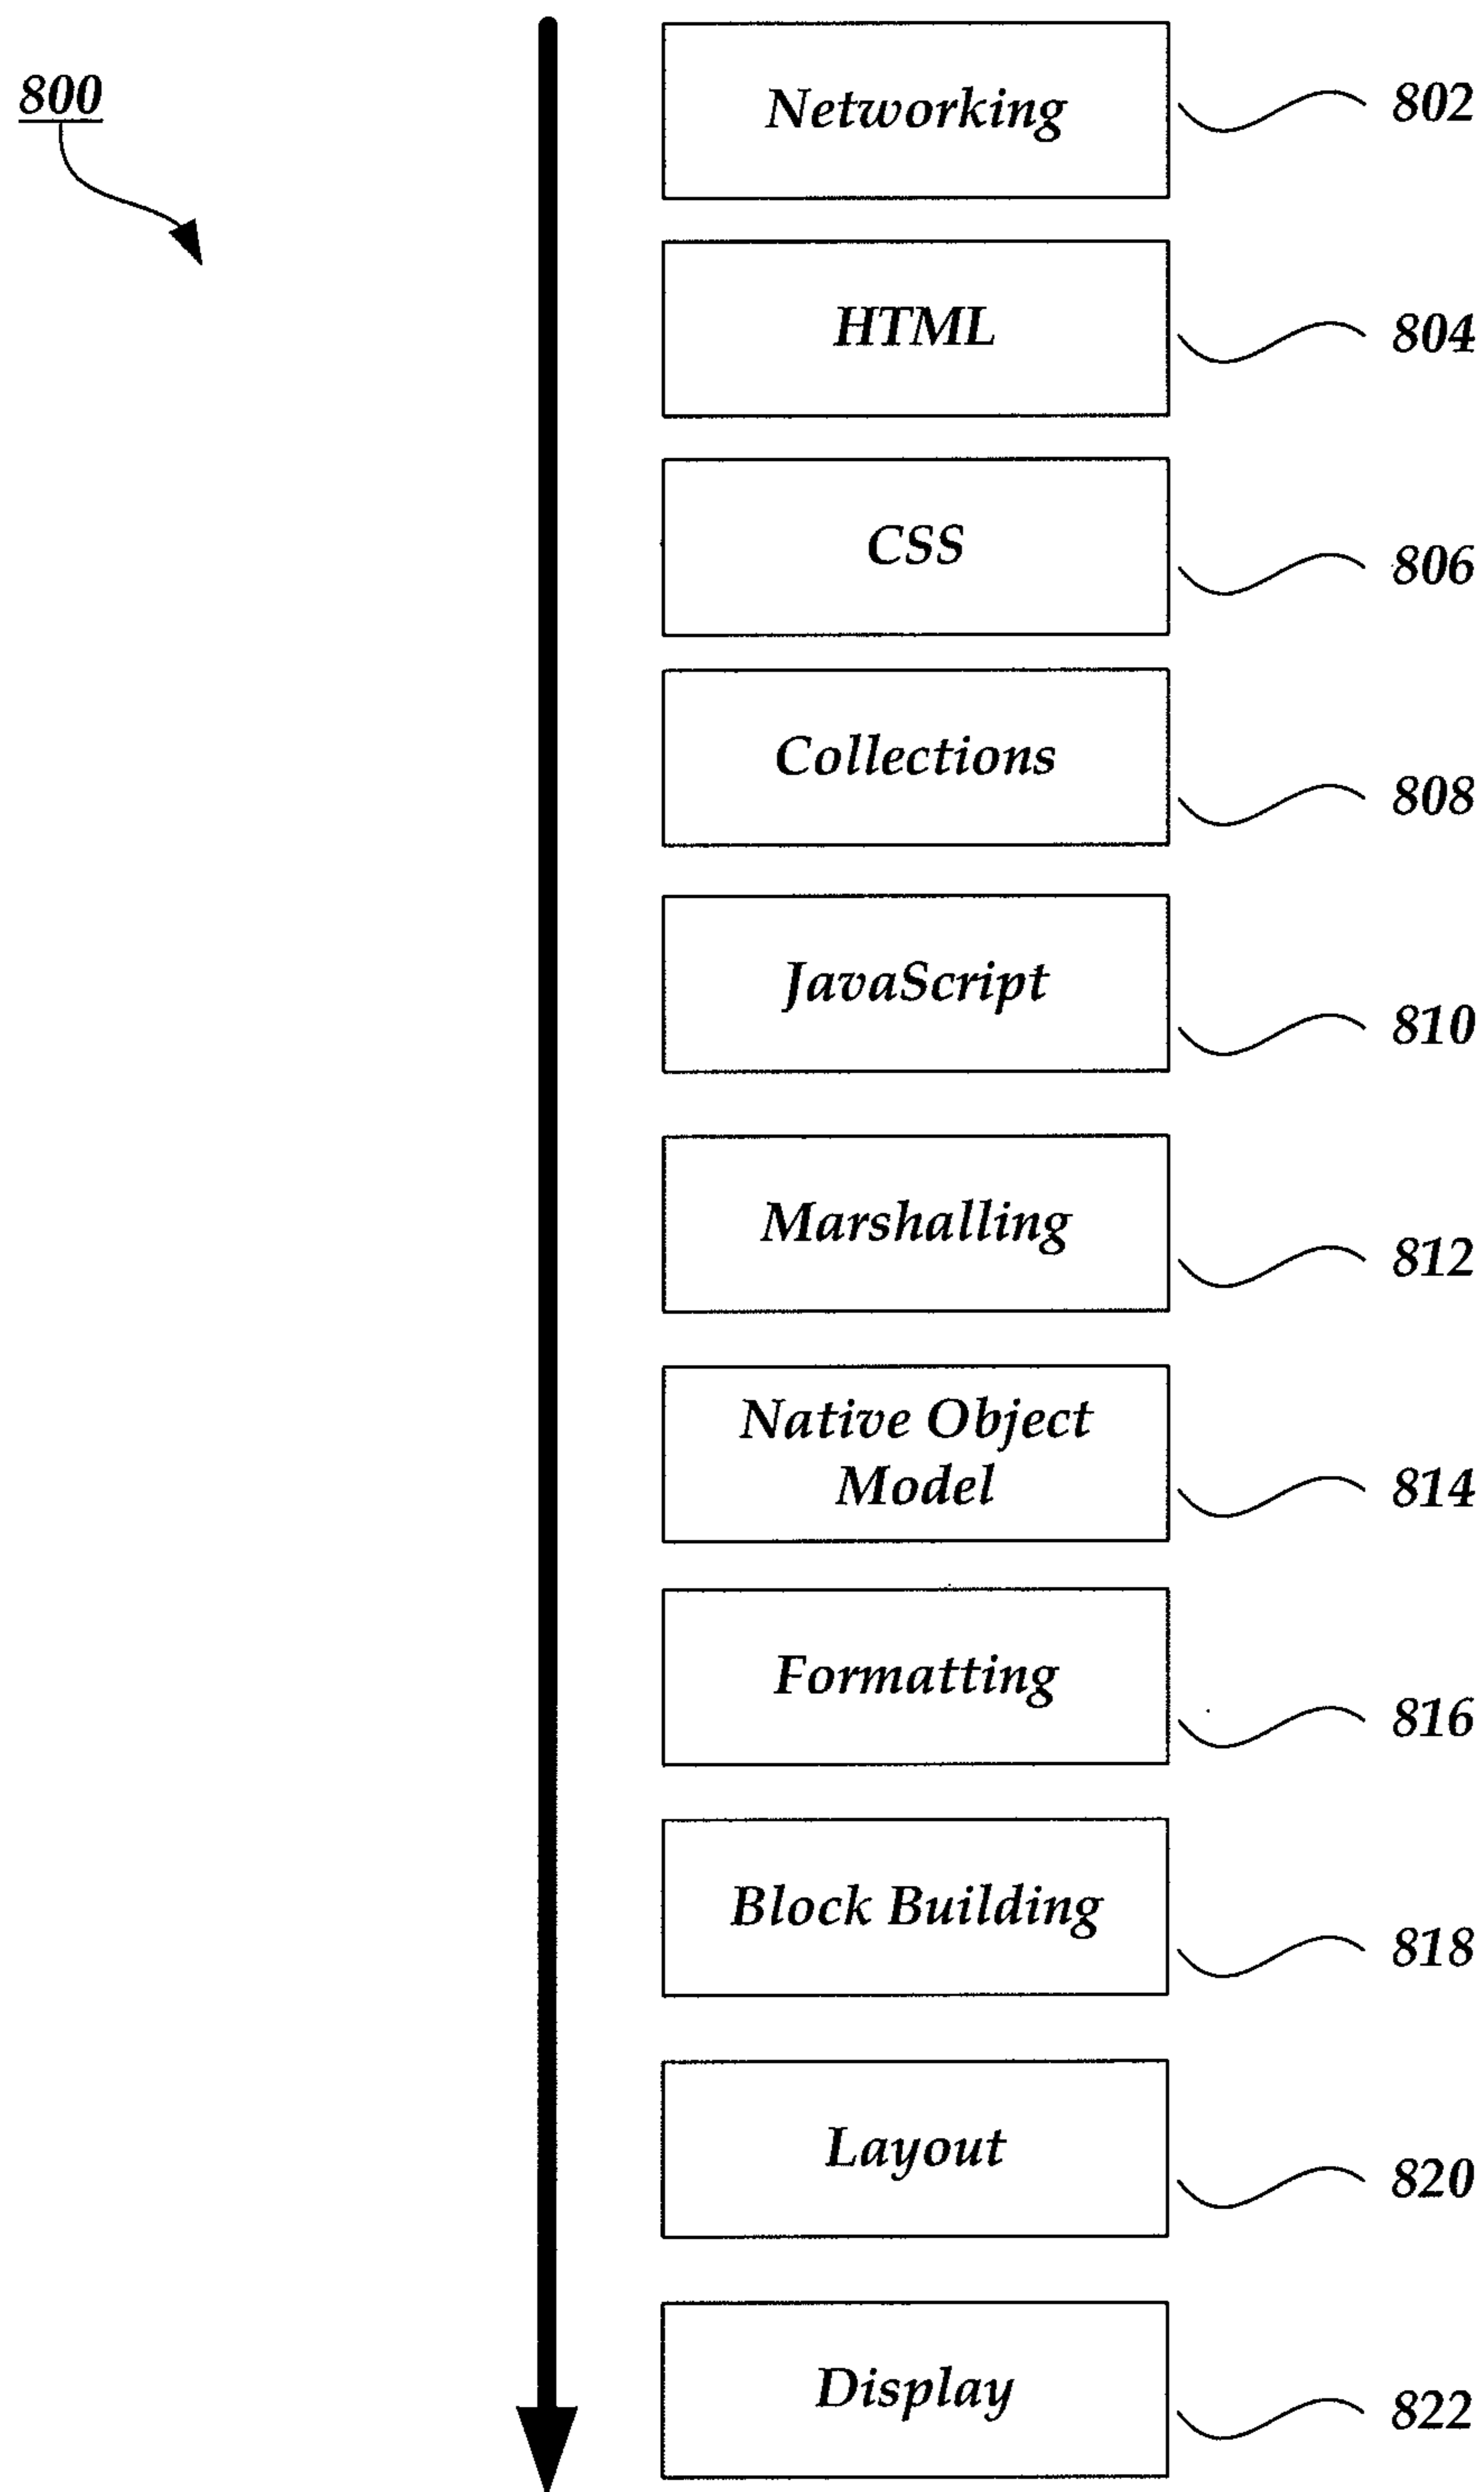 800
Networking
802
HTML
804
CSS
806
Collections
808
JavaScript
810
Marshalling
812
Native Object
Model
814
Formatting
816
Block Building
818
Layout
820
Display
822